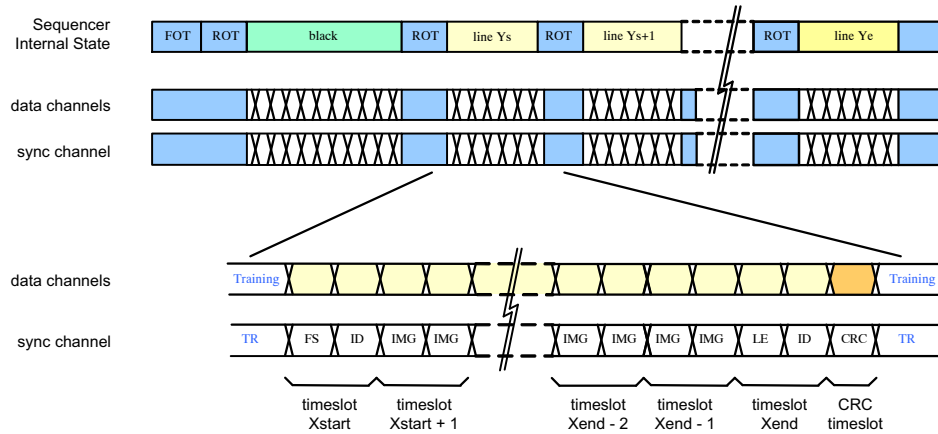 Sequencer
Internal State
FOT ROT black ROT line Ys ROT line Ys+1 ROT line Ye
data channels
sync channel
data channels Training Training
sync channel TR FS ID IMG IMG IMG IMG IMG IMG LE ID CRC TR
timeslot timeslot timeslot timeslot timeslot CRC
Xstart Xstart + 1 Xend - 2 Xend - 1 Xend timeslot